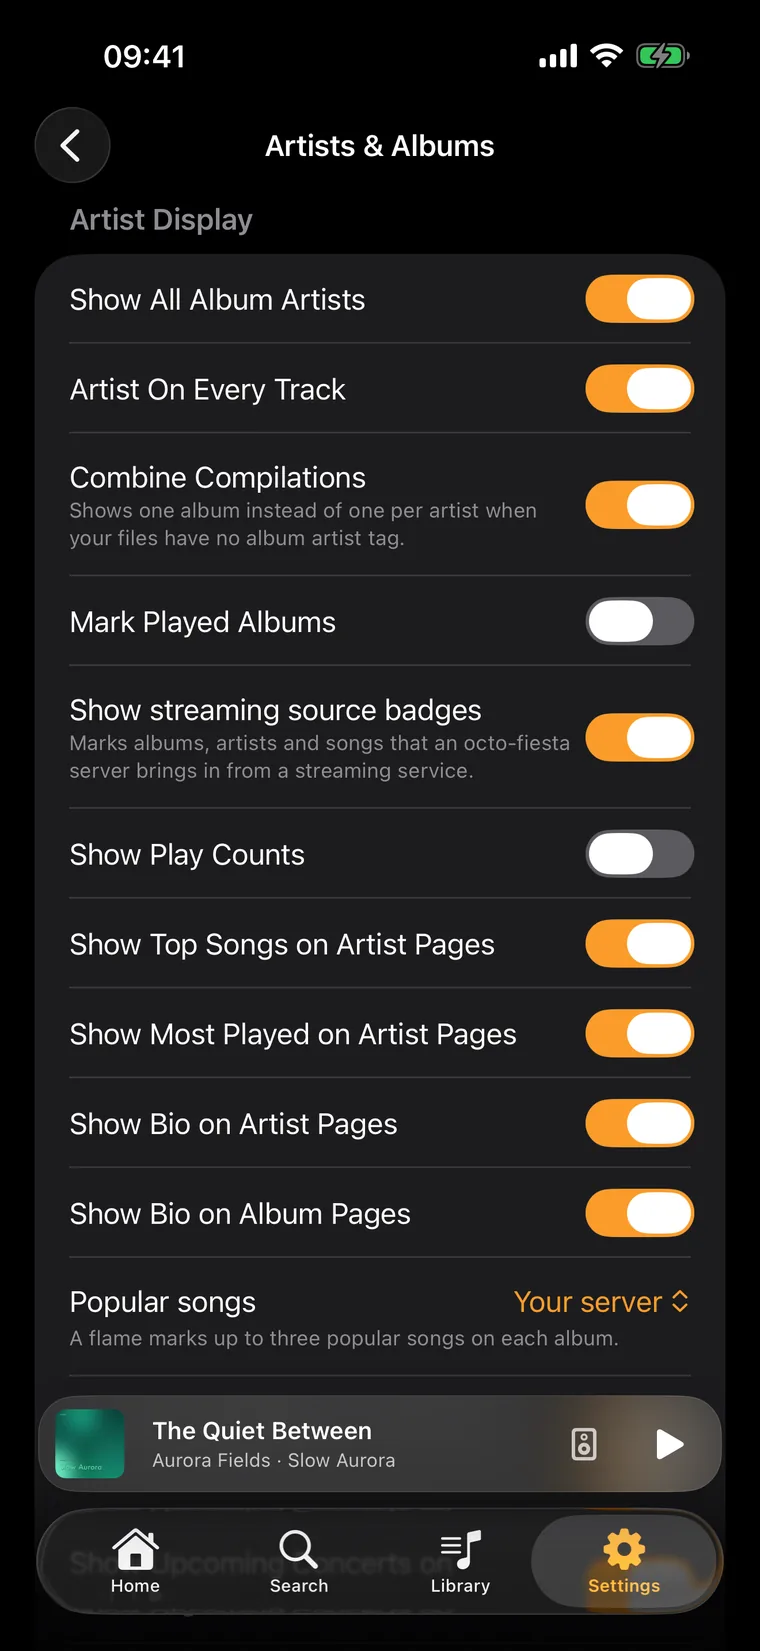 09:41
Artists & Albums
Artist Display
Show All Album Artists
Artist On Every Track
Combine Compilations
Shows one album instead of one per artist when
your files have no album artist tag.
Mark Played Albums
Show streaming source badges
Marks albums, artists and songs that an octo-fiesta
server brings in from a streaming service.
Show Play Counts
Show Top Songs on Artist Pages
Show Most Played on Artist Pages
Show Bio on Artist Pages
Show Bio on Album Pages
Popular songs Your server
A flame marks up to three popular songs on each album.
The Quiet Between
Aurora Fields · Slow Aurora
Show Upcoming Concerts on
Home Search Library Settings